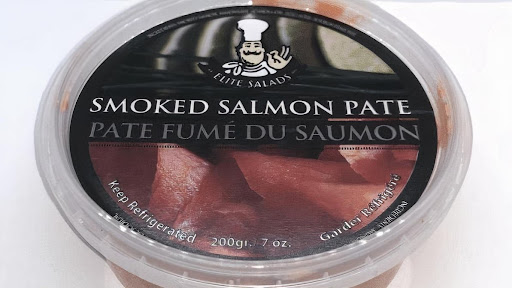 ELITE SALADS
SMOKED SALMON PATE
PATE FUMÉ DU SAUMON
Keep Refrigerated
200gr. 7 oz.
Garder Réfrigéré